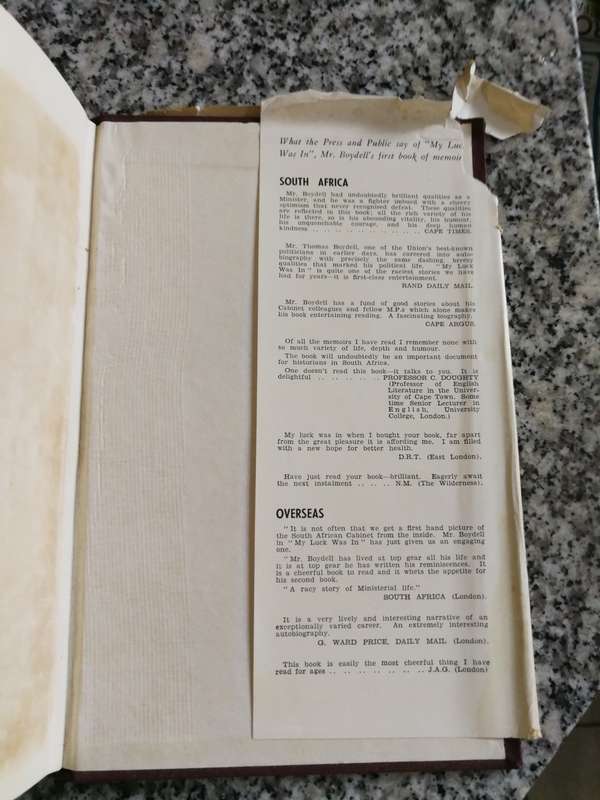 What the Press and Public say of "My Luc
Was In", Mr. Boydell's first book of memoir
SOUTH AFRICA
Mr. Boydell had undoubtedly brilliant qualities as a
Minister, and he was a fighter imbued with a cheery
optimism that never recognised defeat. These qualities
are reflected in this book; all the rich variety of his
life is there, so is his abounding vitality, his humour,
his unquenchable courage, and his deep human
kindness .. .. .. .. .. .. .. .. .. CAPE TIMES.
Mr. Thomas Boydell, one of the Union's best-known
politicians in earlier days, has careered into auto-
biography with precisely the same dashing, breezy
qualities that marked his political life. "My Luck
Was In" is quite one of the raciest stories we have
had for years—it is first-class entertainment.
RAND DAILY MAIL.
Mr. Boydell has a fund of good stories about his
Cabinet colleagues and fellow M.P.s which alone makes
his book entertaining reading. A fascinating biography.
CAPE ARGUS.
Of all the memoirs I have read I remember none with
so much variety of life, depth and humour.
The book will undoubtedly be an important document
for historians in South Africa.
One doesn't read this book—it talks to you. It is
delightful .. .. .. .. .. PROFESSOR C. DOUGHTY
(Professor of English
Literature in the Univer-
sity of Cape Town. Some
time Senior Lecturer in
English, University
College, London.)
My luck was in when I bought your book, far apart
from the great pleasure it is affording me. I am filled
with a new hope for better health.
D.R.T. (East London).
Have just read your book—brilliant. Eagerly await
the next instalment .. .. .. N.M. (The Wilderness).
OVERSEAS
"It is not often that we get a first hand picture of
the South African Cabinet from the inside. Mr. Boydell
in "My Luck Was In" has just given us an engaging
one.
"Mr. Boydell has lived at top gear all his life and
it is at top gear he has written his reminiscences. It
is a cheerful book to read and it whets the appetite for
his second book.
"A racy story of Ministerial life."
SOUTH AFRICA (London).
It is a very lively and interesting narrative of an
exceptionally varied career. An extremely interesting
autobiography.
G. WARD PRICE, DAILY MAIL (London).
This book is easily the most cheerful thing I have
read for ages .. .. .. .. .. .. .. J.A.G. (London)